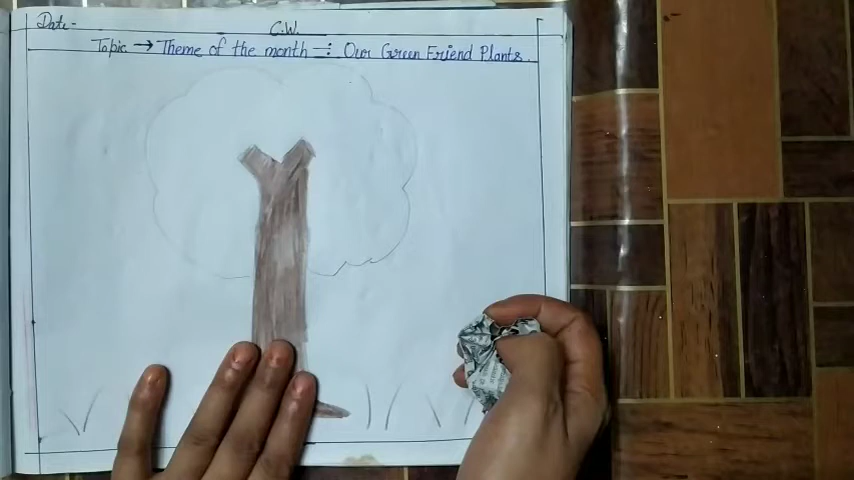 Date-
C.W.
Topic → Theme of the month –: Our Green Friend Plants.